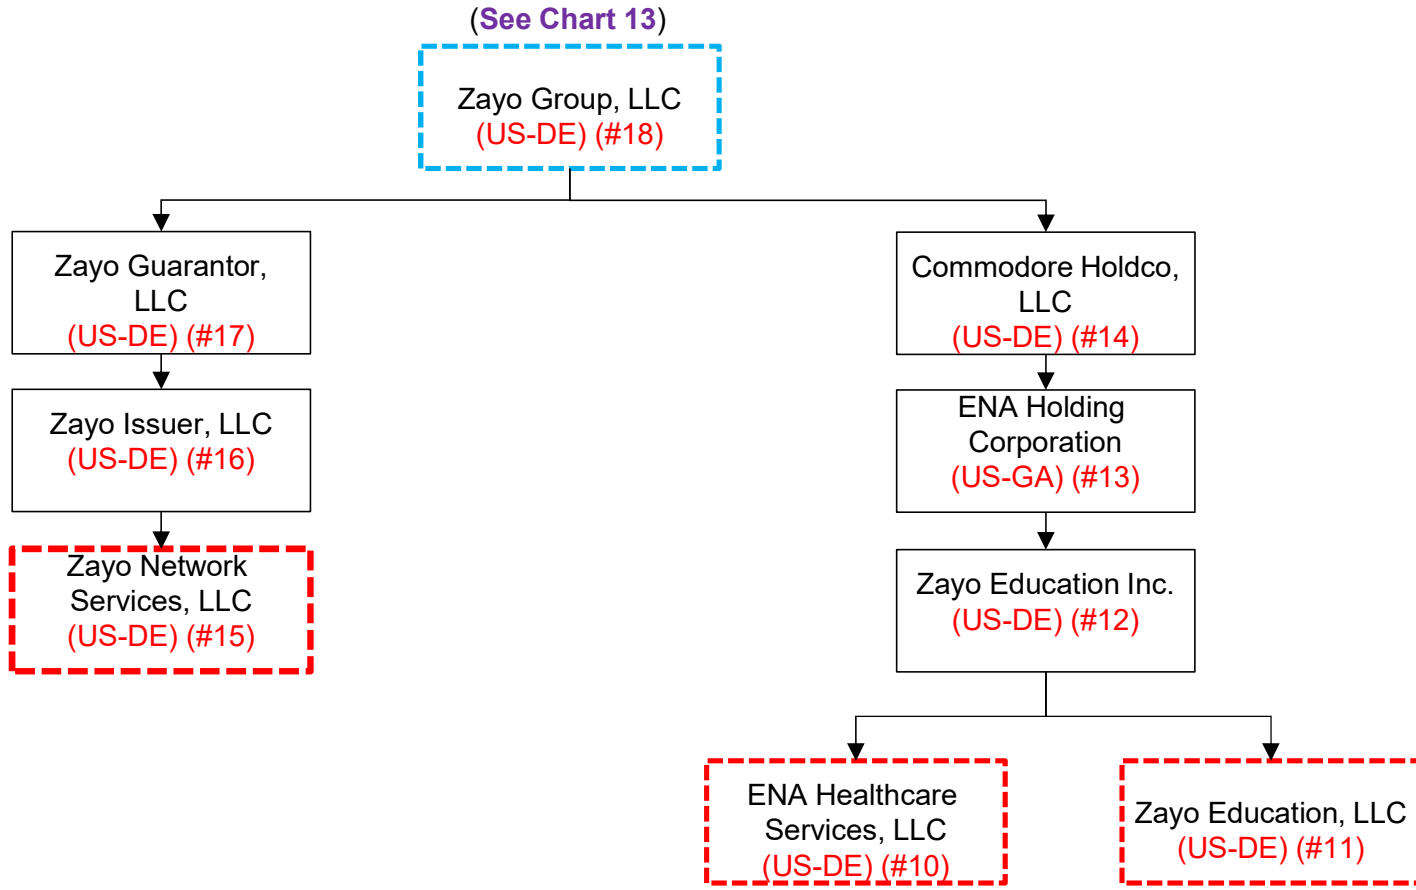 (See Chart 13)
Zayo Group, LLC
(US-DE) (#18)
Zayo Guarantor,
LLC
(US-DE) (#17)
Commodore Holdco,
LLC
(US-DE) (#14)
Zayo Issuer, LLC
(US-DE) (#16)
ENA Holding
Corporation
(US-GA) (#13)
Zayo Network
Services, LLC
(US-DE) (#15)
Zayo Education Inc.
(US-DE) (#12)
ENA Healthcare
Services, LLC
(US-DE) (#10)
Zayo Education, LLC
(US-DE) (#11)